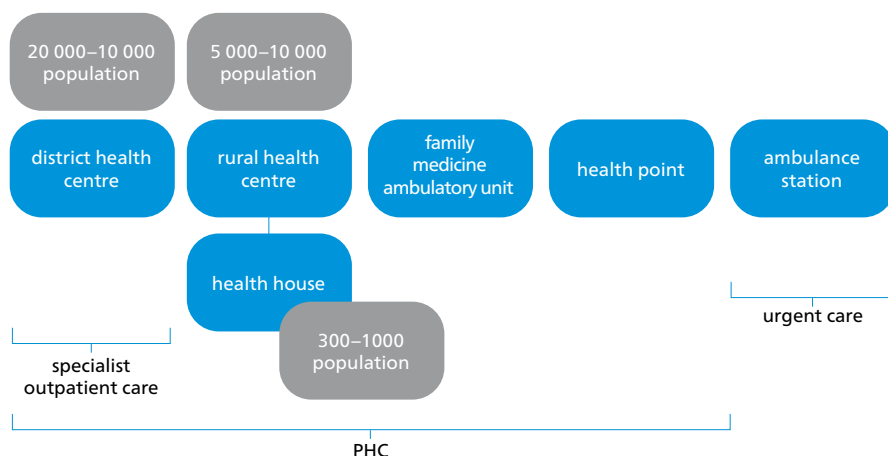 20 000–10 000
population
5 000–10 000
population
district health
centre
rural health
centre
family
medicine
ambulatory unit
health point
ambulance
station
health house
300–1000
population
urgent care
specialist
outpatient care
PHC